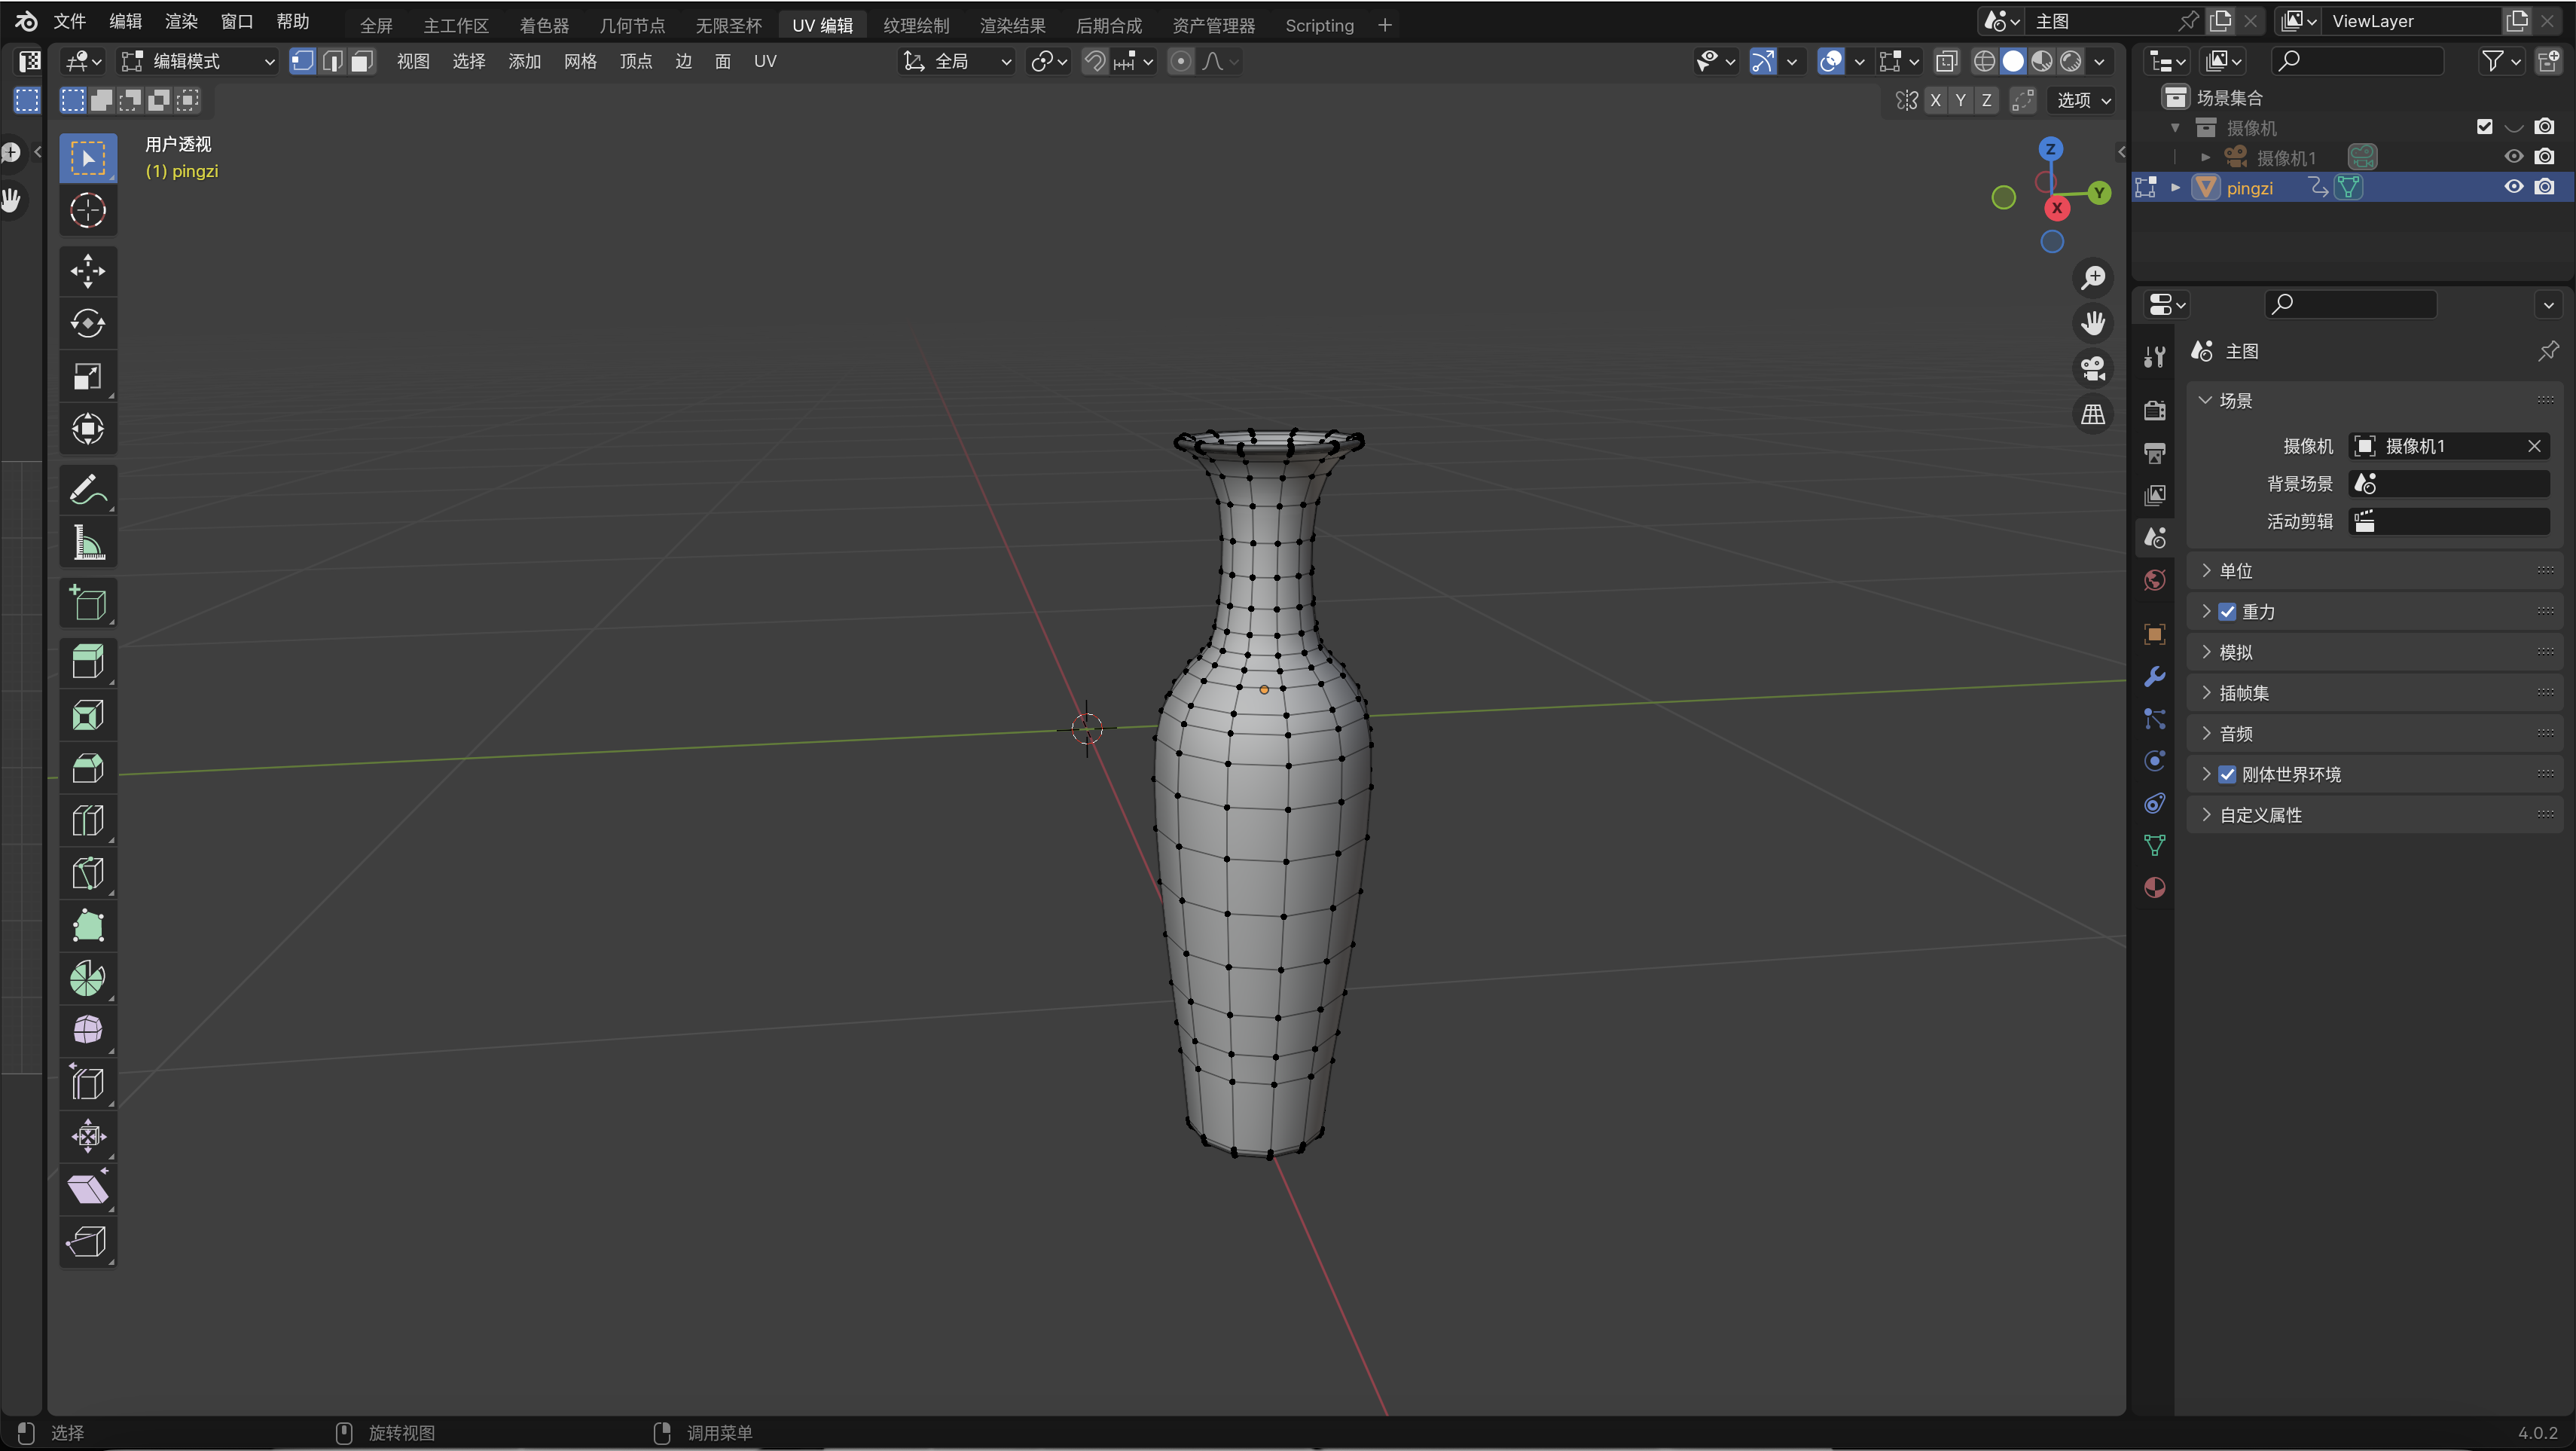 文件 编辑 渲染 窗口 帮助 全屏 主工作区 着色器 几何节点 无限圣杯 UV 编辑 纹理绘制 渲染结果 后期合成 资产管理器 Scripting 主图 ViewLayer
编辑模式 视图 选择 添加 网格 顶点 边 面 UV 全局
X Y Z 选项
用户透视
(1) pingzi
Z
Y
X
场景集合
摄像机
摄像机1
pingzi
主图
场景
摄像机 摄像机1
背景场景
活动剪辑
单位
重力
模拟
插帧集
音频
刚体世界环境
自定义属性
选择 旋转视图 调用菜单 4.0.2